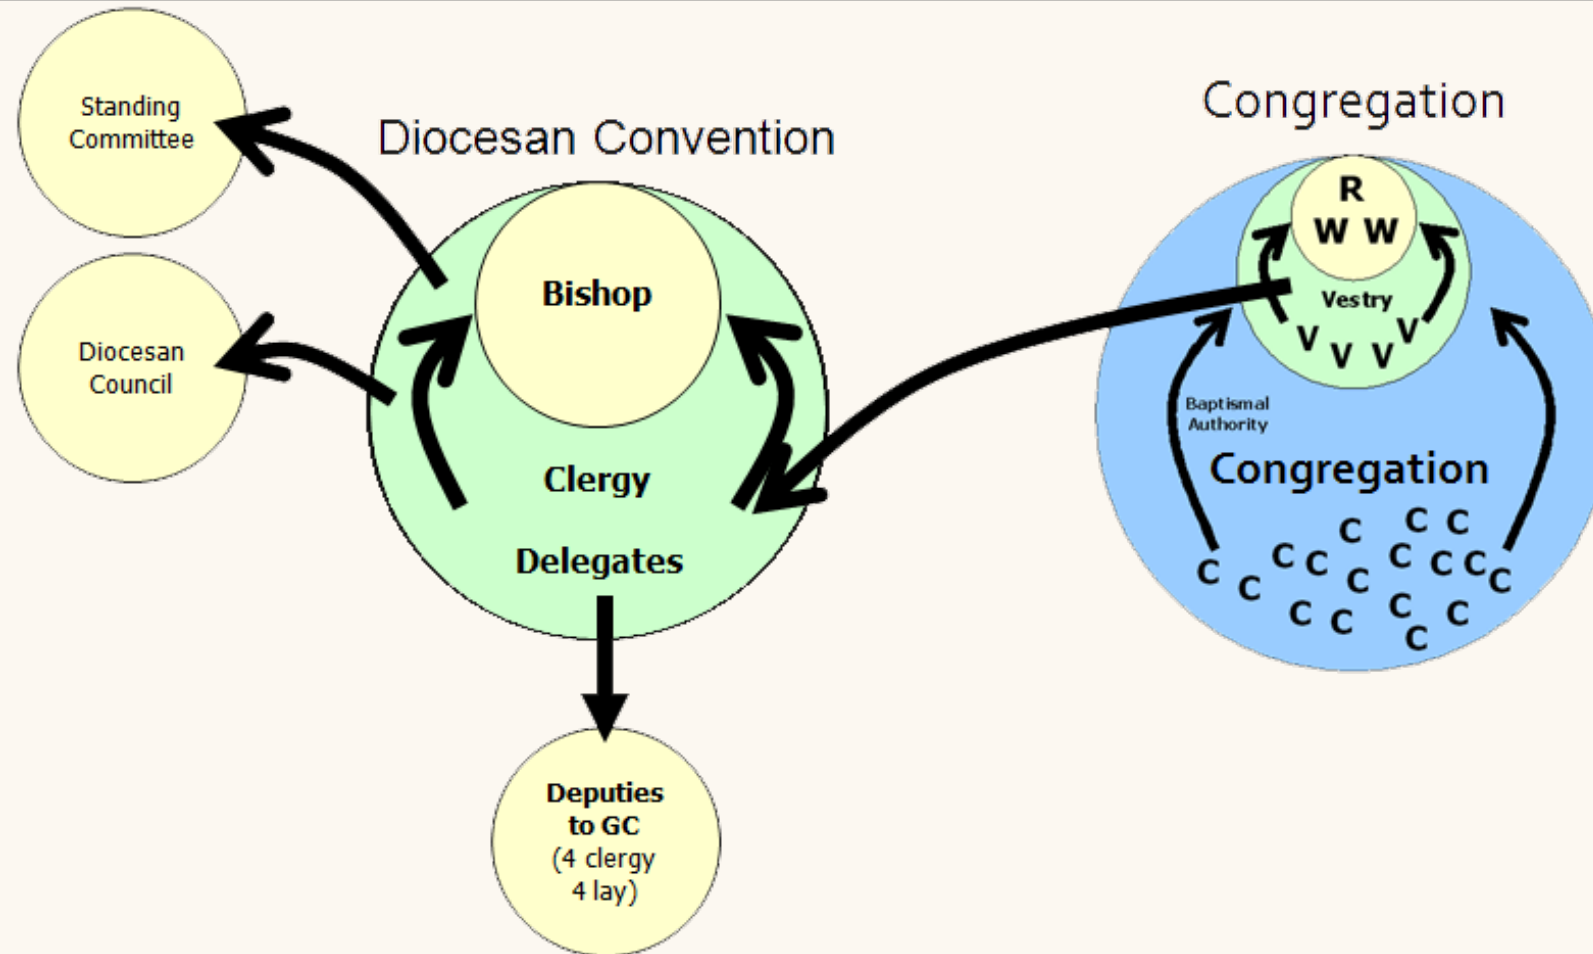 Standing
Committee
Diocesan Convention
Congregation
Diocesan
Council
Bishop
Clergy
Delegates
Deputies
to GC
(4 clergy
4 lay)
R
W W
Vestry
V V V V
Baptismal
Authority
Congregation
C C C
C C C C C
C C C C
C C C C
C